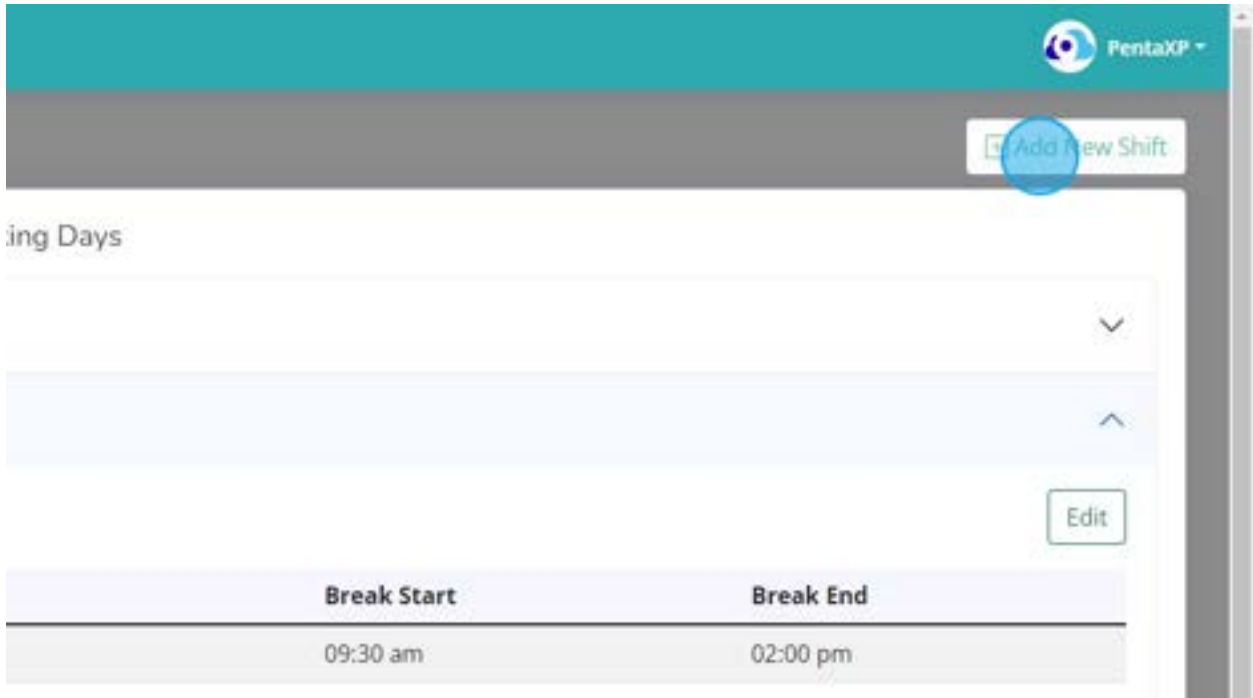 PentaXP
Add New Shift
ing Days
Edit
Break Start Break End
09:30 am 02:00 pm